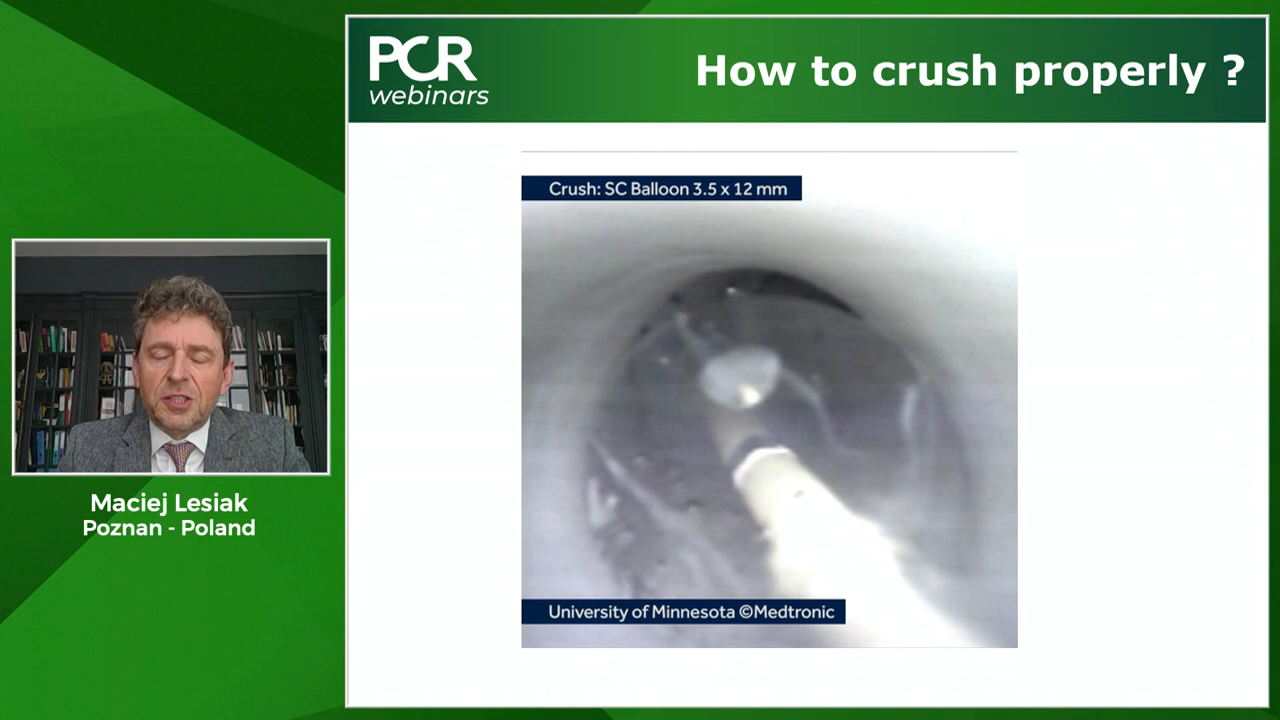 PCR
webinars
How to crush properly ?
Crush: SC Balloon 3.5 x 12 mm
University of Minnesota ©Medtronic
Maciej Lesiak
Poznan - Poland